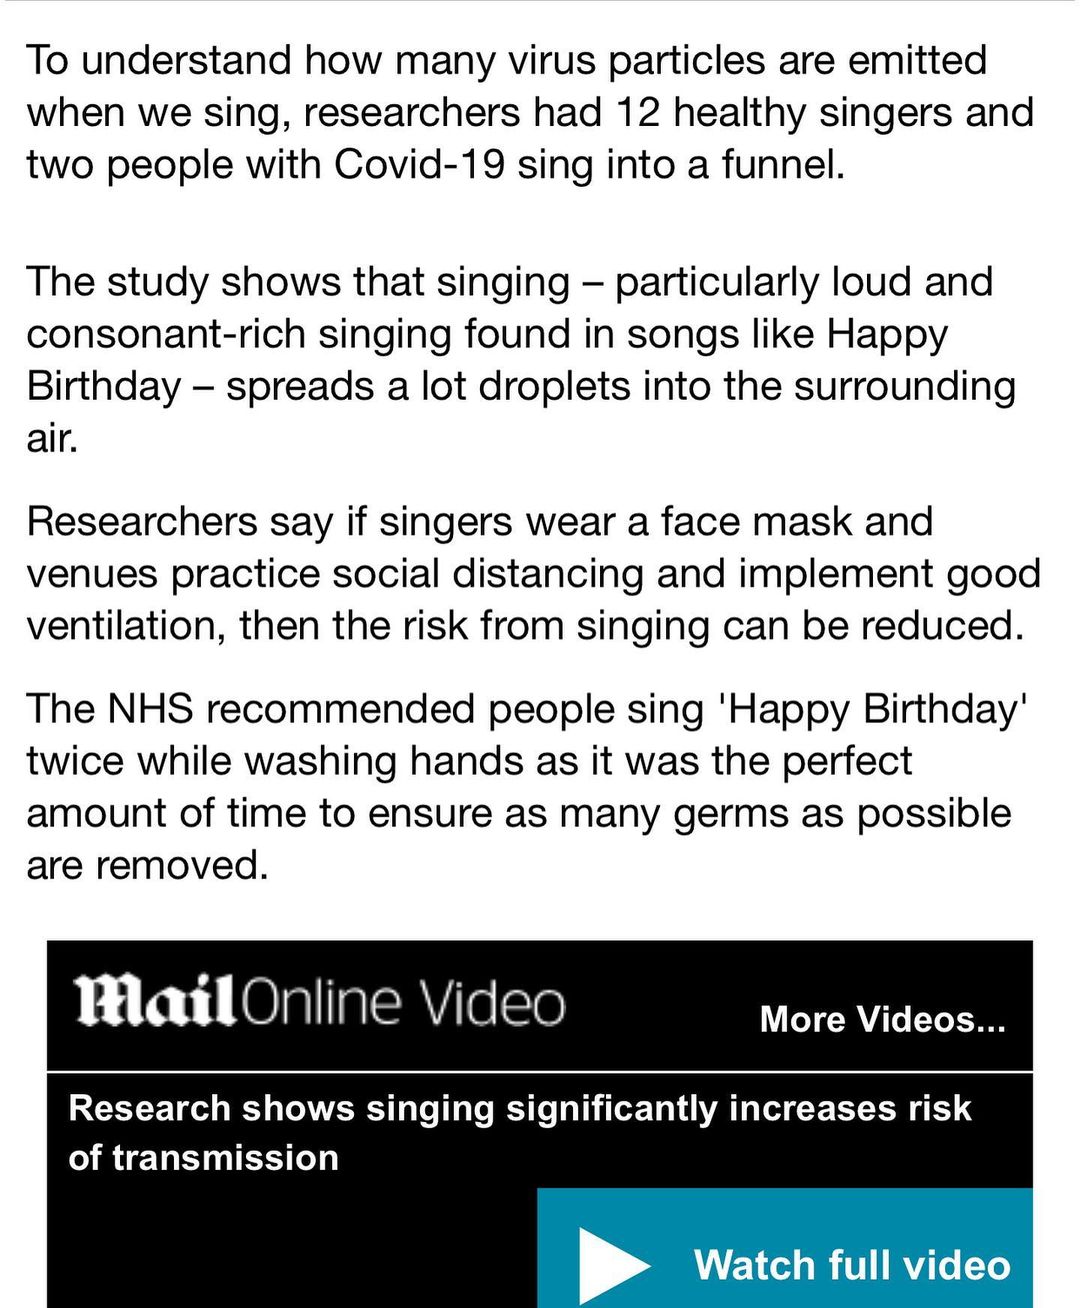 To understand how many virus particles are emitted
when we sing, researchers had 12 healthy singers and
two people with Covid-19 sing into a funnel.
The study shows that singing – particularly loud and
consonant-rich singing found in songs like Happy
Birthday – spreads a lot droplets into the surrounding
air.
Researchers say if singers wear a face mask and
venues practice social distancing and implement good
ventilation, then the risk from singing can be reduced.
The NHS recommended people sing 'Happy Birthday'
twice while washing hands as it was the perfect
amount of time to ensure as many germs as possible
are removed.
MailOnline Video
More Videos...
Research shows singing significantly increases risk
of transmission
Watch full video